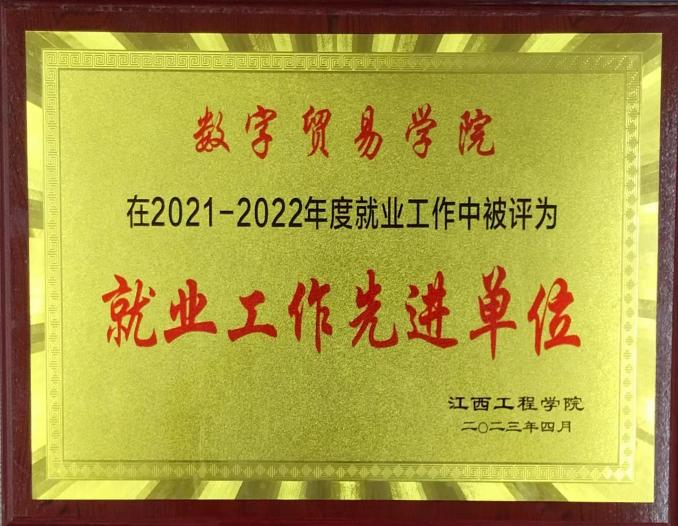 数字贸易学院
在2021-2022年度就业工作中被评为
就业工作先进单位
江西工程学院
二〇二三年四月